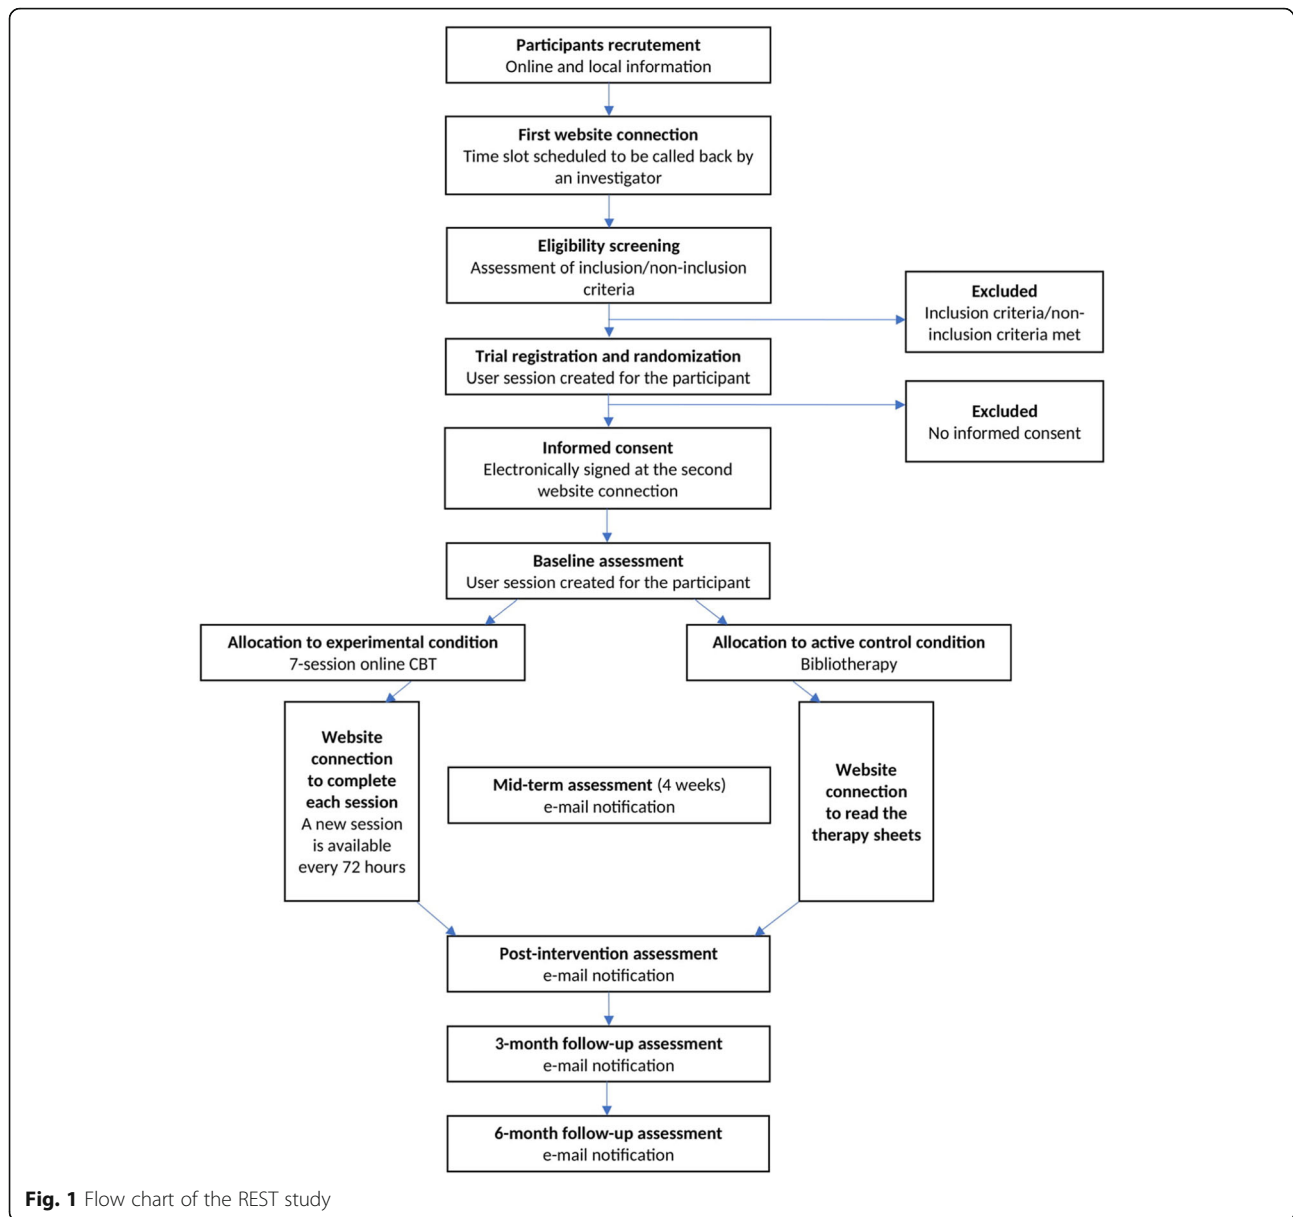 Participants recrutement
Online and local information
First website connection
Time slot scheduled to be called back by
an investigator
Eligibility screening
Assessment of inclusion/non-inclusion
criteria
Excluded
Inclusion criteria/non-
inclusion criteria met
Trial registration and randomization
User session created for the participant
Excluded
No informed consent
Informed consent
Electronically signed at the second
website connection
Baseline assessment
User session created for the participant
Allocation to experimental condition
7-session online CBT
Allocation to active control condition
Bibliotherapy
Website
connection
to complete
each session
A new session
is available
every 72 hours
Mid-term assessment (4 weeks)
e-mail notification
Website
connection
to read the
therapy sheets
Post-intervention assessment
e-mail notification
3-month follow-up assessment
e-mail notification
6-month follow-up assessment
e-mail notification
Fig. 1 Flow chart of the REST study